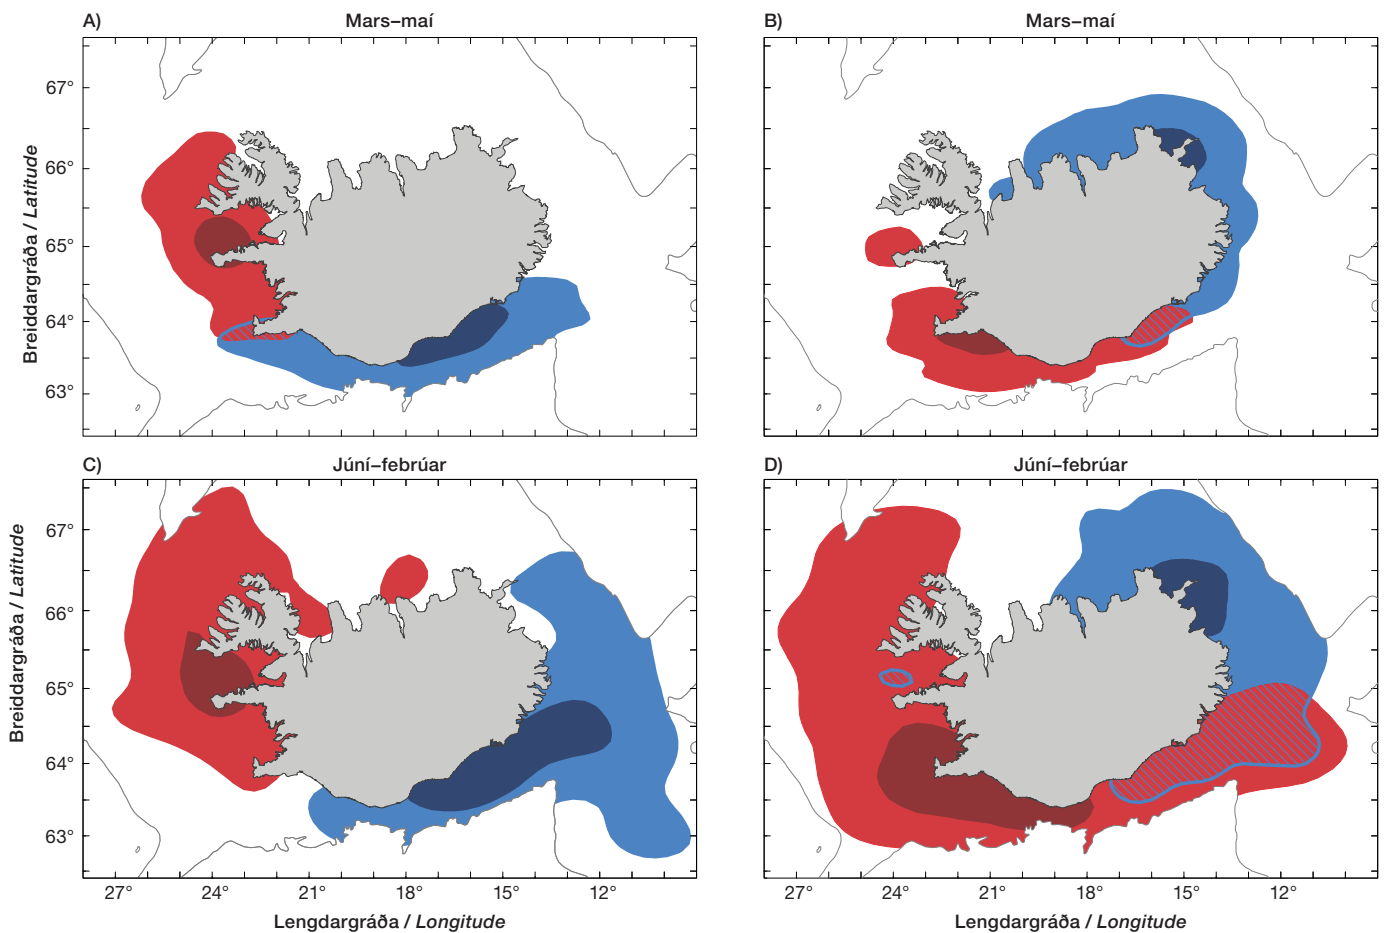 A) Mars–maí
B) Mars–maí
67°
66°
65°
64°
63°
Breiddargráða / Latitude
C) Júní–febrúar
D) Júní–febrúar
67°
66°
65°
64°
63°
Breiddargráða / Latitude
27° 24° 21° 18° 15° 12°
27° 24° 21° 18° 15° 12°
Lengdargráða / Longitude
Lengdargráða / Longitude